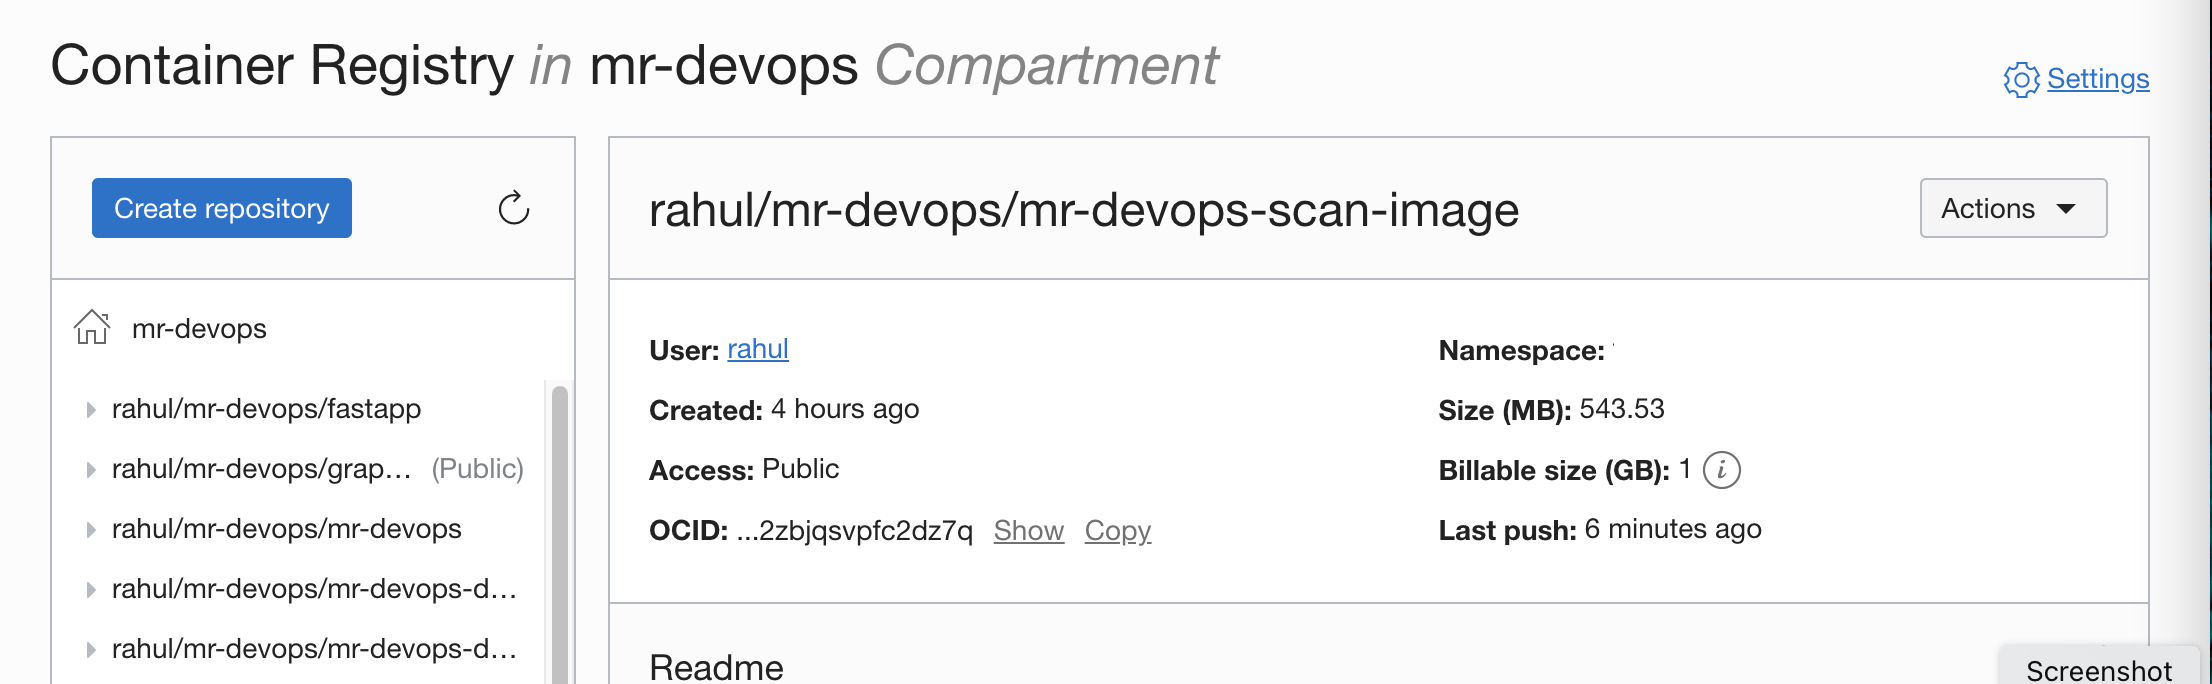 Container Registry in mr-devops Compartment
Settings
Create repository
mr-devops
rahul/mr-devops/fastapp
rahul/mr-devops/grap... (Public)
rahul/mr-devops/mr-devops
rahul/mr-devops/mr-devops-d...
rahul/mr-devops/mr-devops-d...
rahul/mr-devops/mr-devops-scan-image
Actions
User: rahul
Created: 4 hours ago
Access: Public
OCID: ...2zbjqsvpfc2dz7q Show Copy
Namespace:
Size (MB): 543.53
Billable size (GB): 1 i
Last push: 6 minutes ago
Readme
Screenshot